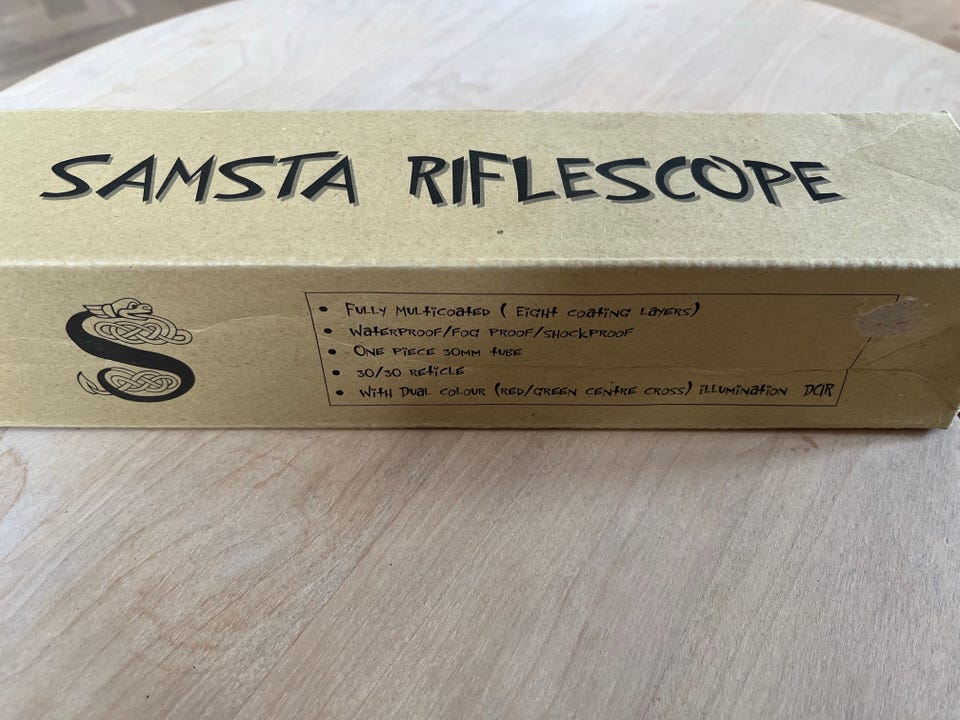 SAMSTA RIFLESCOPE
S
• FULLY MULTICOATED ( EIGHT COATING LAYERS)
• WATERPROOF/FOG PROOF/SHOCKPROOF
• ONE PIECE 30MM TUBE
• 30/30 RETICLE
• WITH DUAL COLOUR (RED/GREEN CENTRE CROSS) ILLUMINATION DCIR